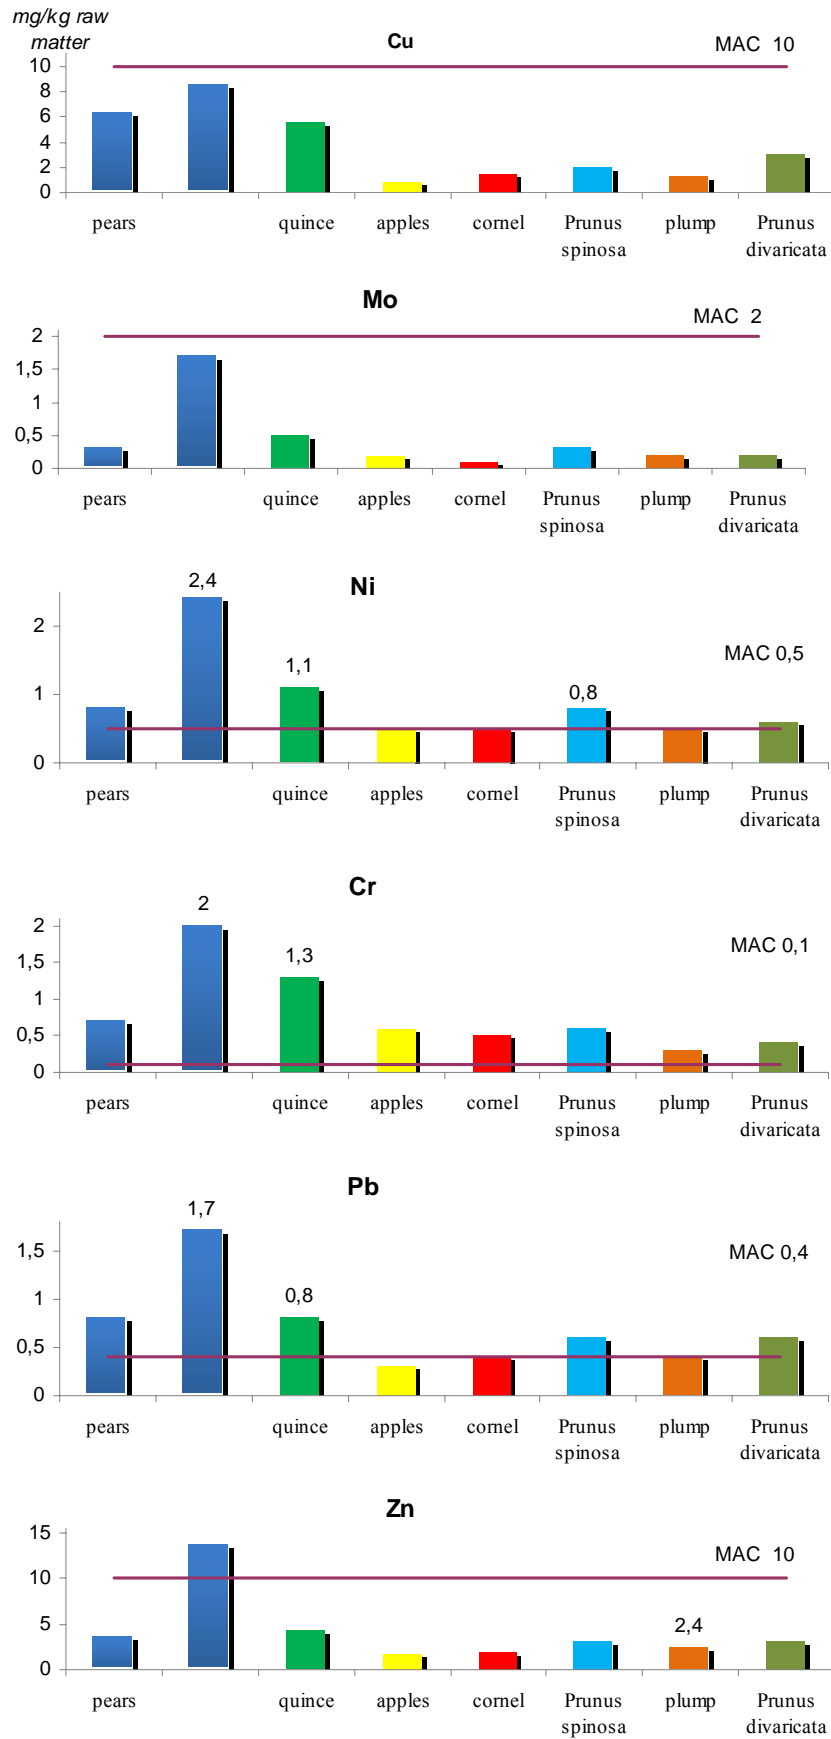 mg/kg raw
matter
Cu
MAC 10
10
8
6
4
2
0
pears
quince
apples
cornel
Prunus
spinosa
plump
Prunus
divaricata
Mo
MAC 2
2
1,5
1
0,5
0
pears
quince
apples
cornel
Prunus
spinosa
plump
Prunus
divaricata
Ni
2,4
1,1
0,8
MAC 0,5
2
1
0
pears
quince
apples
cornel
Prunus
spinosa
plump
Prunus
divaricata
Cr
2
1,3
MAC 0,1
2
1,5
1
0,5
0
pears
quince
apples
cornel
Prunus
spinosa
plump
Prunus
divaricata
Pb
1,7
0,8
MAC 0,4
1,5
1
0,5
0
pears
quince
apples
cornel
Prunus
spinosa
plump
Prunus
divaricata
Zn
MAC 10
2,4
15
10
5
0
pears
quince
apples
cornel
Prunus
spinosa
plump
Prunus
divaricata